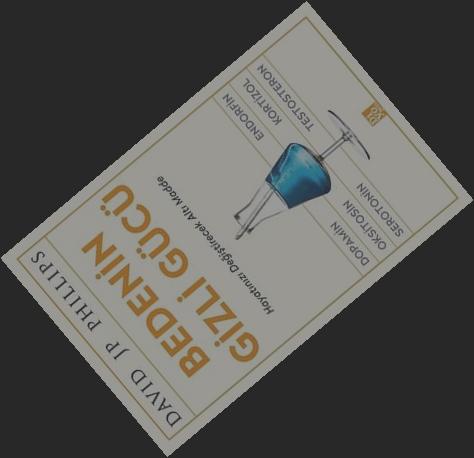 DAVID JP PHILLIPS
BEDENİN
GİZLİ GÜCÜ
Hayatınızı Değiştirecek Altı Madde
ENDORFİN
KORTİZOL
TESTOSTERON
DOPAMİN
OKSİTOSİN
SEROTONİN